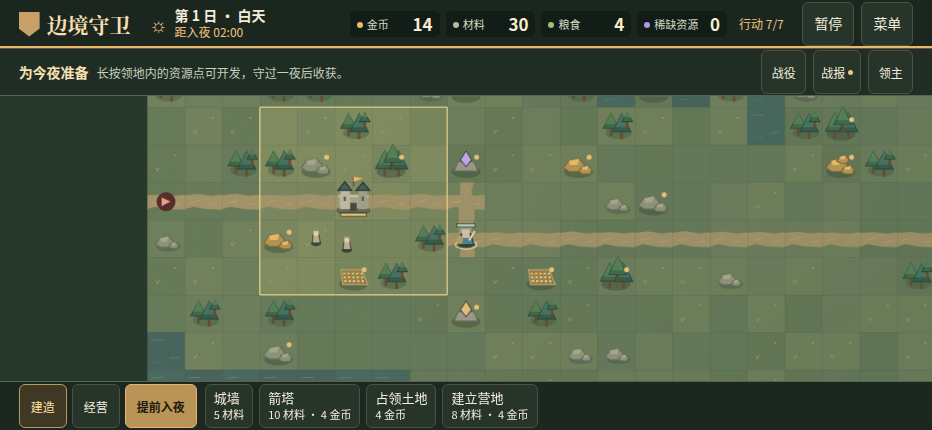 边境守卫
第 1 日 · 白天
距入夜 02:00
金币 14
材料 30
粮食 4
稀缺资源 0
行动 7/7
暂停
菜单
为今夜准备 长按领地内的资源点可开发，守过一夜后收获。
战役
战报
领主
建造
经营
提前入夜
城墙
5 材料
箭塔
10 材料 · 4 金币
占领土地
4 金币
建立营地
8 材料 · 4 金币